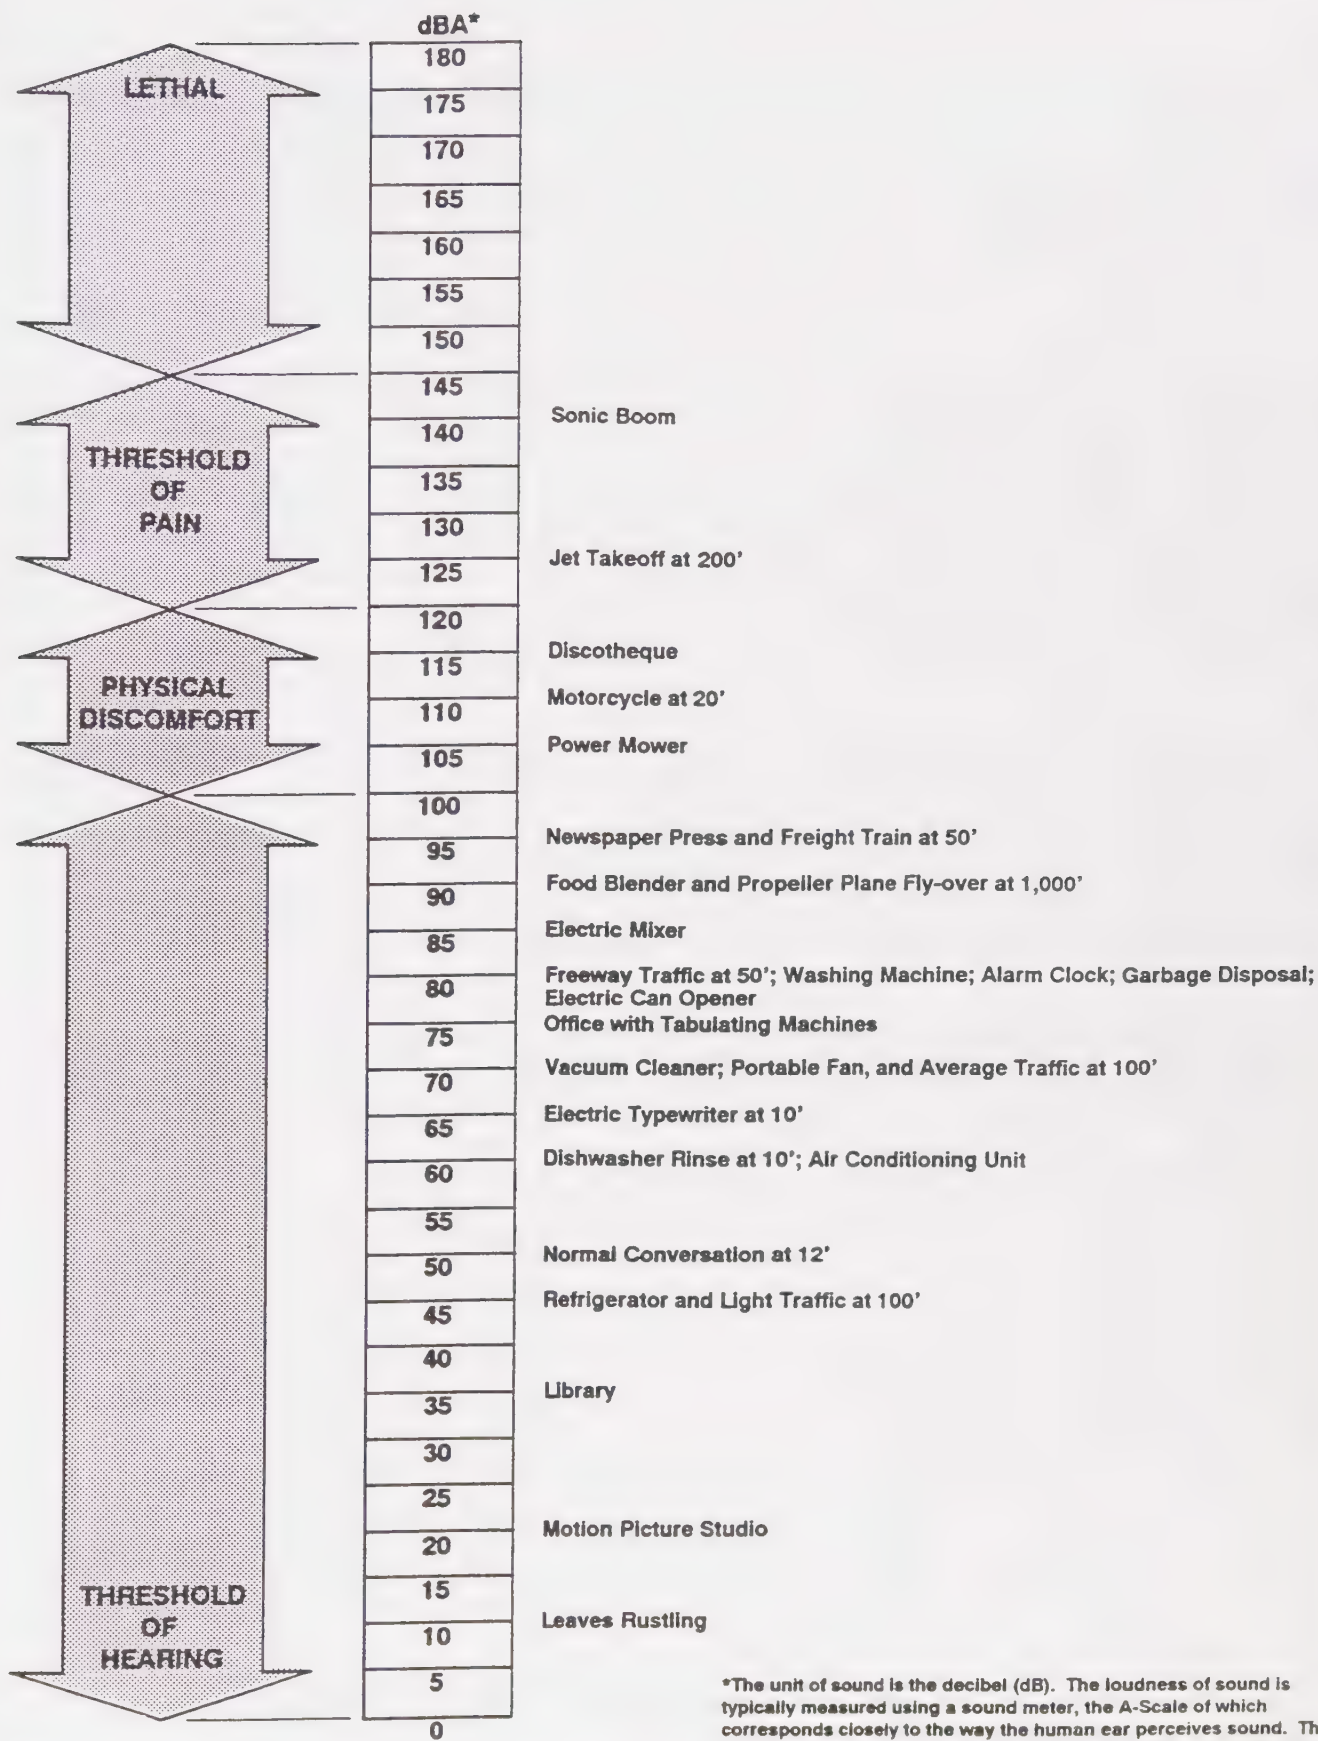 dBA*
180
LETHAL
175
170
165
160
155
150
145
Sonic Boom
140
THRESHOLD
OF
PAIN
135
130
Jet Takeoff at 200'
125
120
Discotheque
115
PHYSICAL
DISCOMFORT
Motorcycle at 20'
110
Power Mower
105
100
Newspaper Press and Freight Train at 50'
95
Food Blender and Propeller Plane Fly-over at 1,000'
90
Electric Mixer
85
Freeway Traffic at 50'; Washing Machine; Alarm Clock; Garbage Disposal;
80
Electric Can Opener
Office with Tabulating Machines
75
Vacuum Cleaner; Portable Fan, and Average Traffic at 100'
70
Electric Typewriter at 10'
65
Dishwasher Rinse at 10'; Air Conditioning Unit
60
55
Normal Conversation at 12'
50
Refrigerator and Light Traffic at 100'
45
40
Library
35
30
25
Motion Picture Studio
20
15
THRESHOLD
OF
HEARING
Leaves Rustling
10
5
0
*The unit of sound is the decibel (dB). The loudness of sound is
typically measured using a sound meter, the A-Scale of which
corresponds closely to the way the human ear perceives sound.